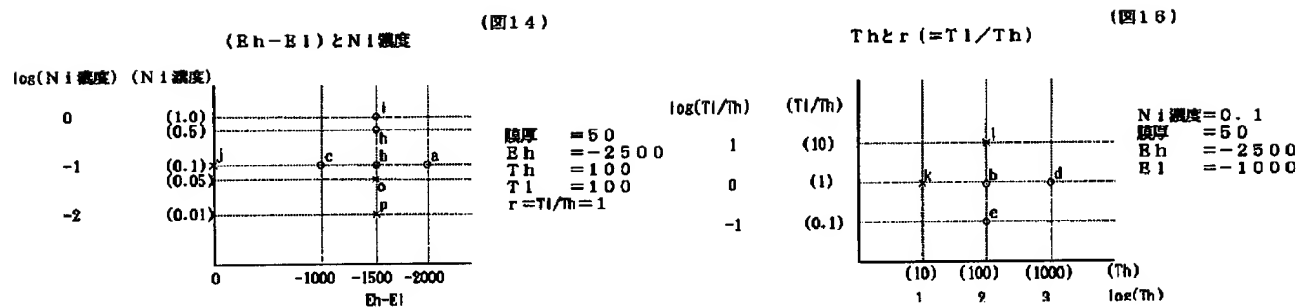 (図14)
(Eh−El)とNi濃度
log(Ni濃度) (Ni濃度)
0 (1.0) i
(0.5) h
-1 (0.1) j c b a
(0.05) o
-2 (0.01) p
0 -1000 -1500 -2000
Eh−El
膜厚 =50
Eh =−2500
Th =100
Tl =100
r=Tl/Th=1
(図16)
Thとr(=Tl/Th)
log(Tl/Th) (Tl/Th)
1 (10) l
0 (1) k b d
-1 (0.1) e
(10) (100) (1000) (Th)
1 2 3 log(Th)
Ni濃度=0.1
膜厚 =50
Eh =−2500
El =−1000